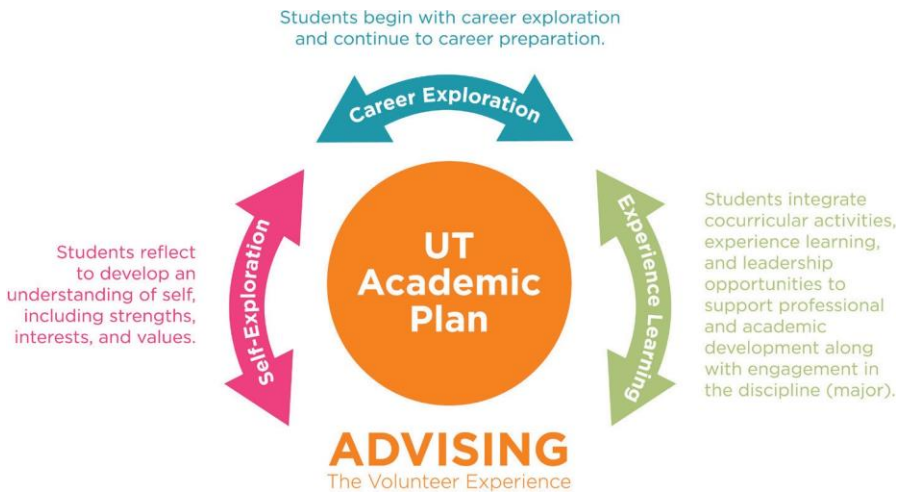 Students begin with career exploration
and continue to career preparation.
Career Exploration
Students reflect
to develop an
understanding of self,
including strengths,
interests, and values.
Self-Exploration
UT
Academic
Plan
Experience Learning
Students integrate
cocurricular activities,
experience learning,
and leadership
opportunities to
support professional
and academic
development along
with engagement in
the discipline (major).
ADVISING
The Volunteer Experience